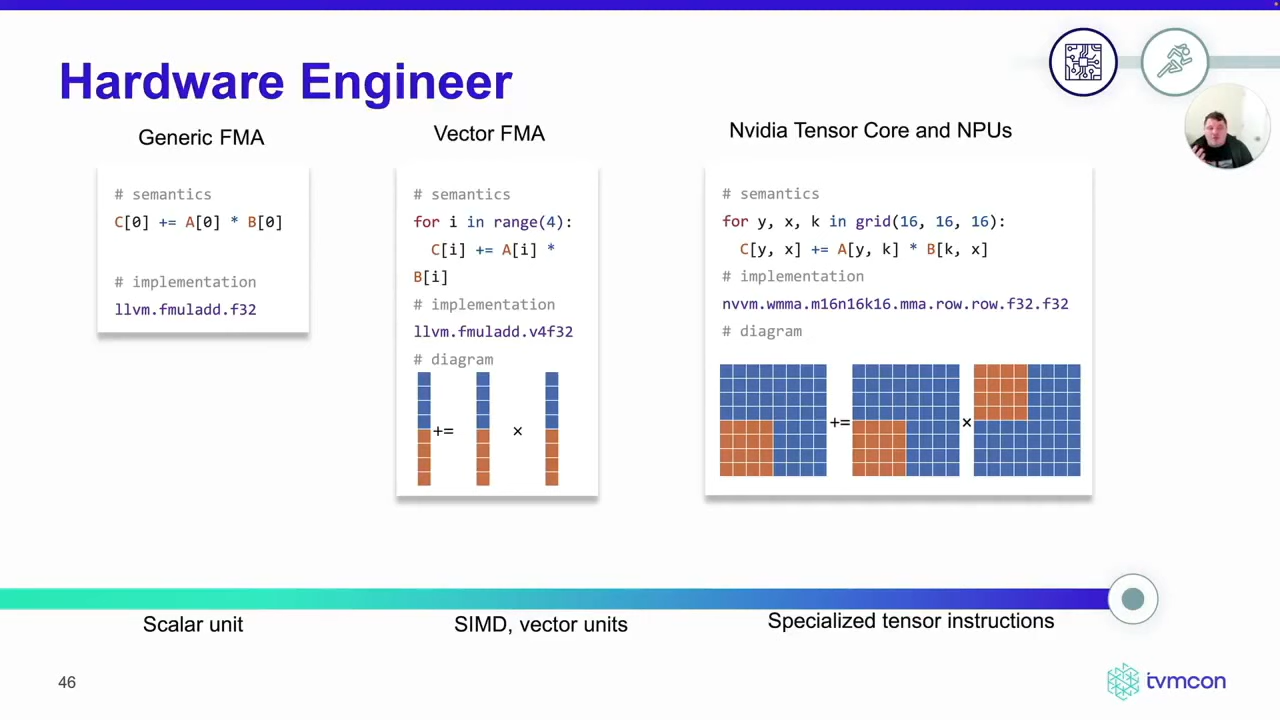 Hardware Engineer
Generic FMA
# semantics
C[0] += A[0] * B[0]
# implementation
llvm.fmuladd.f32
Vector FMA
# semantics
for i in range(4):
C[i] += A[i] *
B[i]
# implementation
llvm.fmuladd.v4f32
# diagram
+=
×
Nvidia Tensor Core and NPUs
# semantics
for y, x, k in grid(16, 16, 16):
C[y, x] += A[y, k] * B[k, x]
# implementation
nvvm.wmma.m16n16k16.mma.row.row.f32.f32
# diagram
+=
×
Scalar unit
SIMD, vector units
Specialized tensor instructions
46
tvmcon